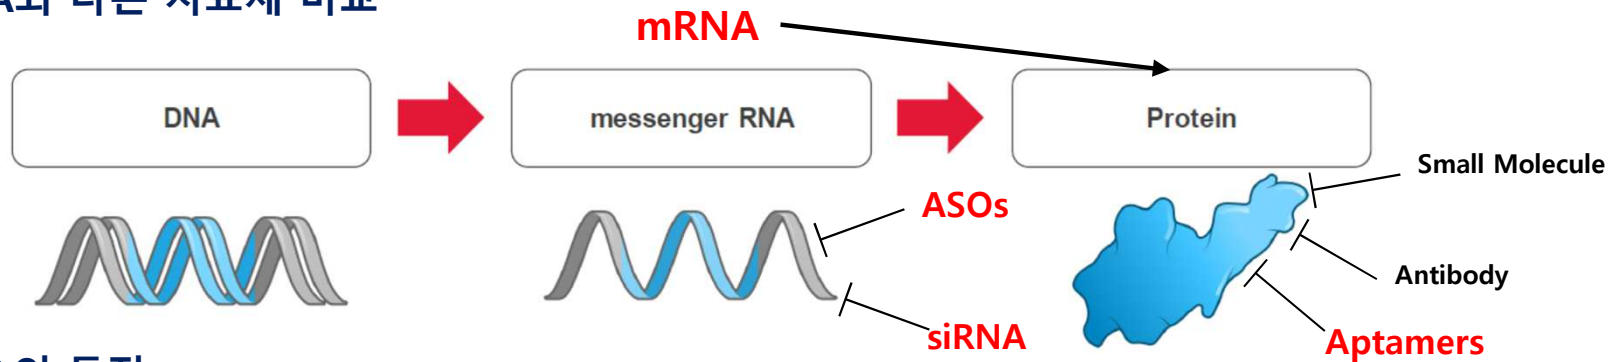 mRNA
DNA
messenger RNA
Protein
Small Molecule
ASOs
Antibody
siRNA
Aptamers